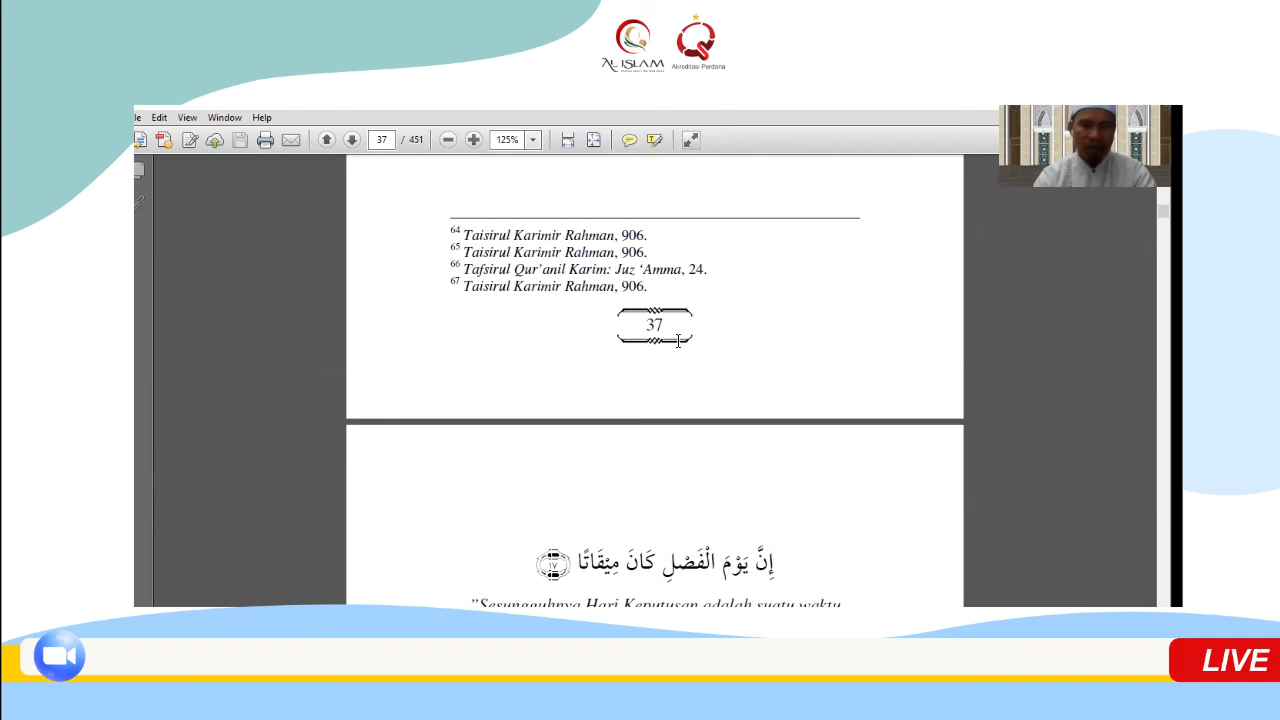 AL ISLAM
Akreditasi Perdana
le Edit View Window Help
37 / 451 125%
64 Taisirul Karimir Rahman, 906.
65 Taisirul Karimir Rahman, 906.
66 Tafsirul Qur’anil Karim: Juz ‘Amma, 24.
67 Taisirul Karimir Rahman, 906.
37
إِنَّ يَوْمَ الْفَصْلِ كَانَ مِيْقَاتًا ١٧
”Sesungguhnya Hari Keputusan adalah suatu waktu
LIVE